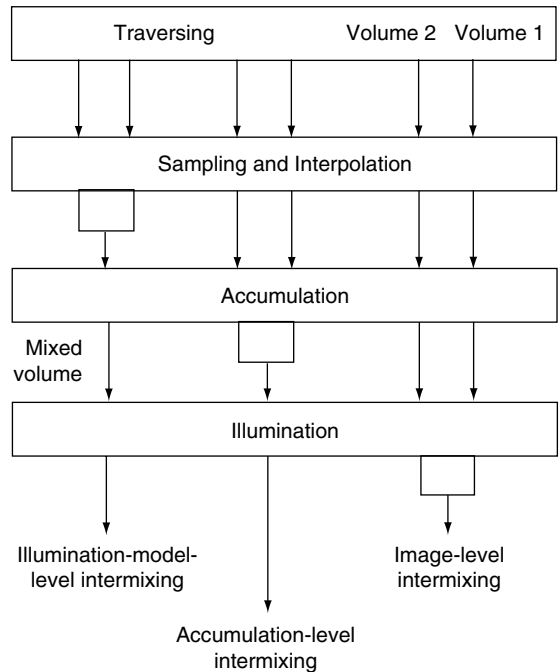 Traversing Volume 2 Volume 1
Sampling and Interpolation
Accumulation
Mixed
volume
Illumination
Illumination-model-
level intermixing
Image-level
intermixing
Accumulation-level
intermixing